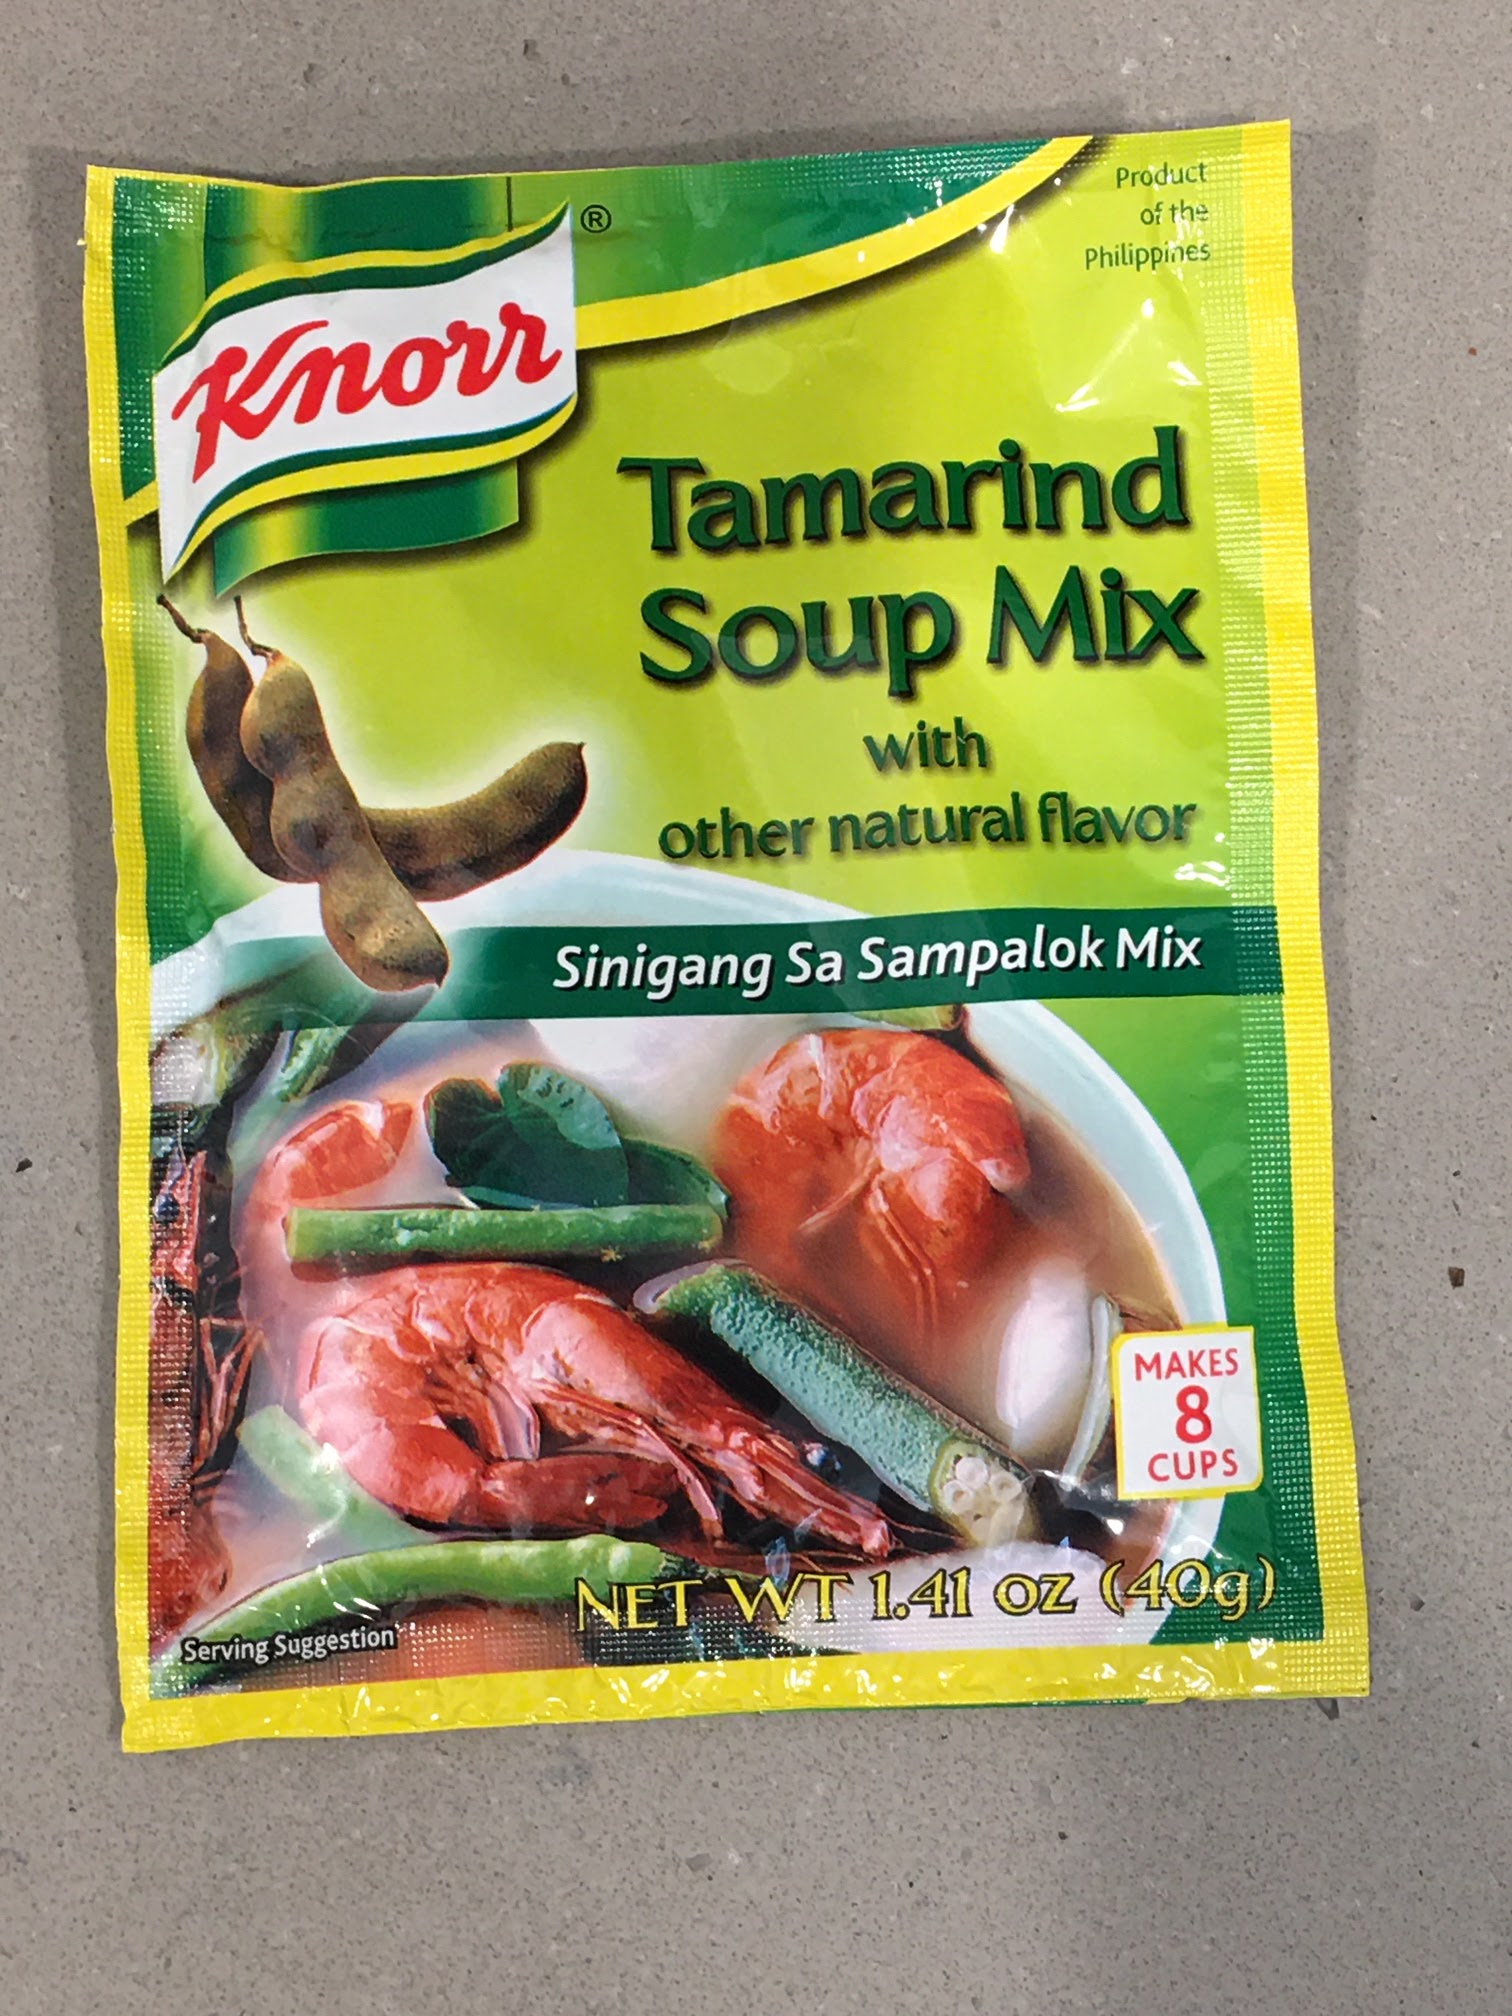 Product
of the
Philippines
Knorr ®
Tamarind
Soup Mix
with
other natural flavor
Sinigang Sa Sampalok Mix
MAKES
8
CUPS
NET WT 1.41 OZ (40g)
Serving Suggestion